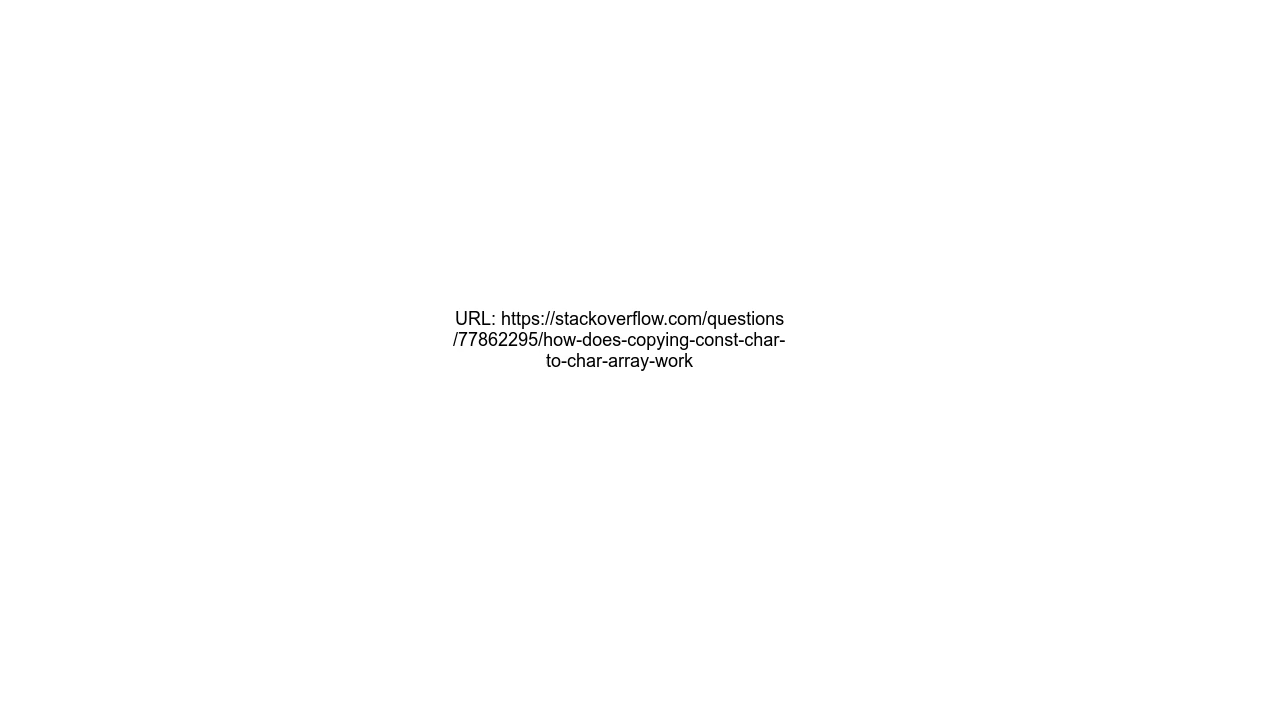 URL: https://stackoverflow.com/questions
/77862295/how-does-copying-const-char-
to-char-array-work